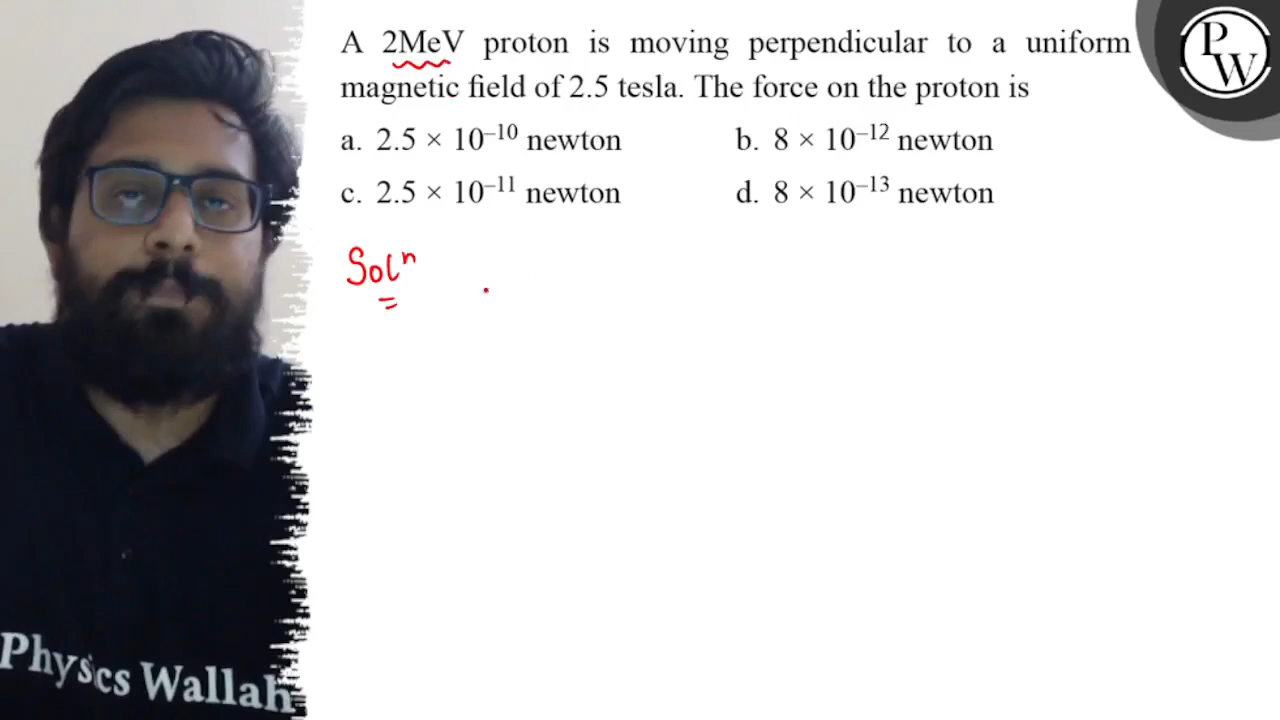 A 2MeV proton is moving perpendicular to a uniform
magnetic field of 2.5 tesla. The force on the proton is
a. 2.5 × 10⁻¹⁰ newton b. 8 × 10⁻¹² newton
c. 2.5 × 10⁻¹¹ newton d. 8 × 10⁻¹³ newton
Solⁿ
PW
Physics Wallah